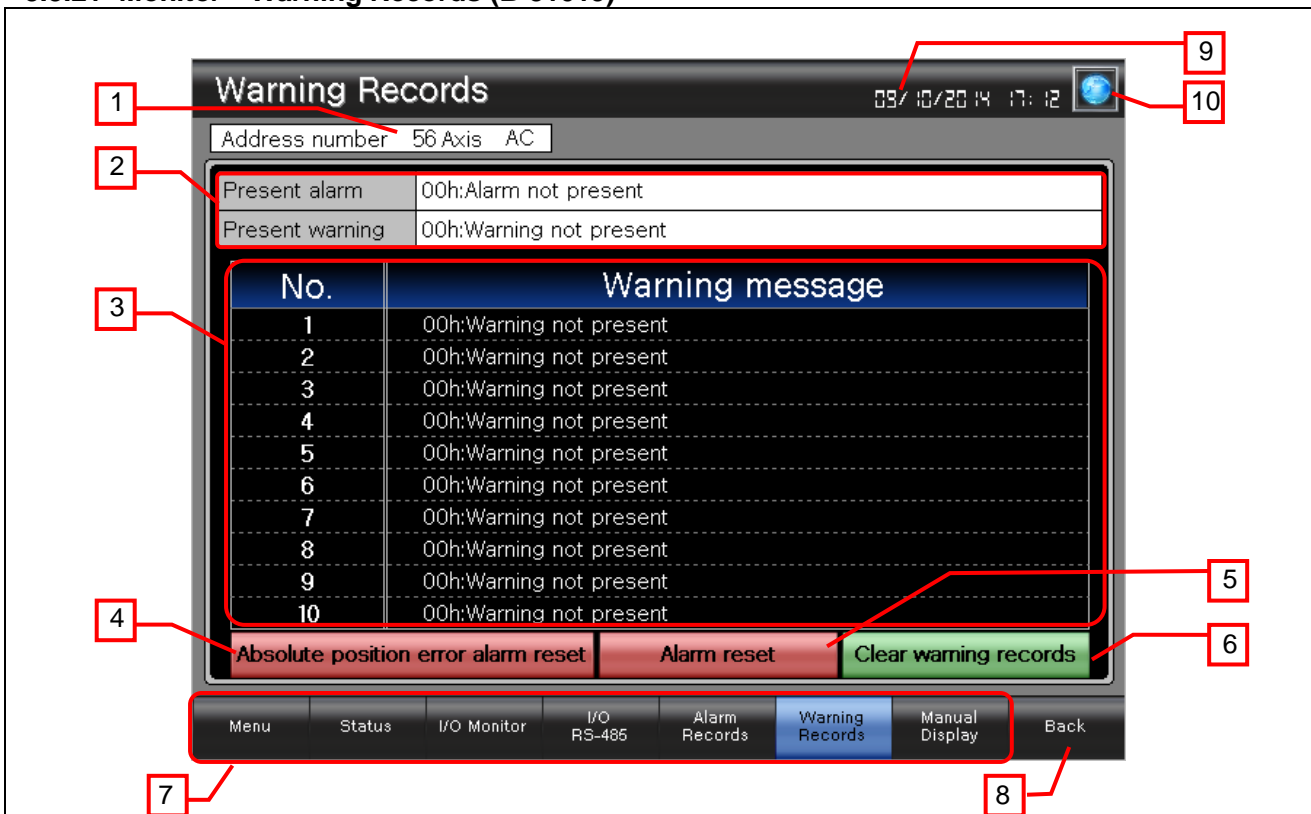 9
Warning Records 09/10/2014 17:12
1 10
Address number 56 Axis AC
2
Present alarm 00h:Alarm not present
Present warning 00h:Warning not present
No. Warning message
3
1 00h:Warning not present
2 00h:Warning not present
3 00h:Warning not present
4 00h:Warning not present
5 00h:Warning not present
6 00h:Warning not present
7 00h:Warning not present
8 00h:Warning not present
9 00h:Warning not present
5
10 00h:Warning not present
4
Absolute position error alarm reset Alarm reset Clear warning records
6
Menu Status I/O Monitor I/O RS-485 Alarm Records Warning Records Manual Display Back
7 8